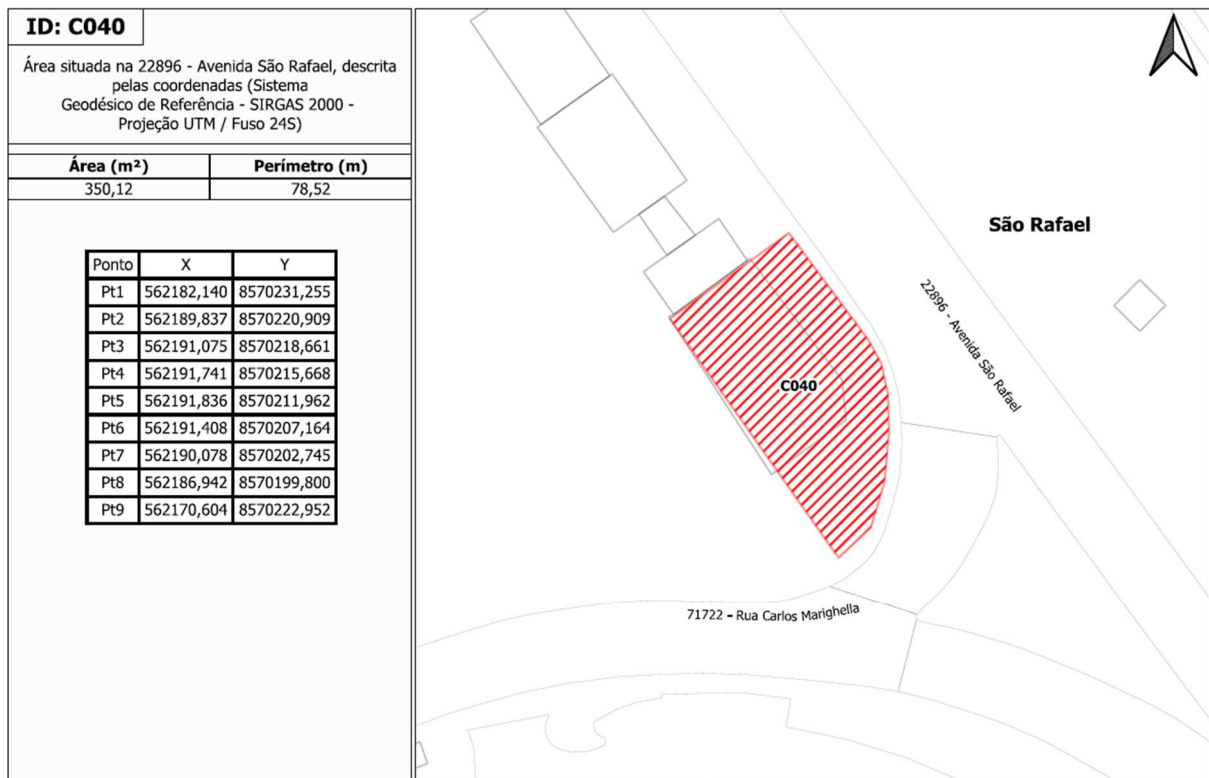 ID: C040
Área situada na 22896 - Avenida São Rafael, descrita
pelas coordenadas (Sistema
Geodésico de Referência - SIRGAS 2000 -
Projeção UTM / Fuso 24S)
Área (m²) Perímetro (m)
350,12 78,52
Ponto X Y
Pt1 562182,140 8570231,255
Pt2 562189,837 8570220,909
Pt3 562191,075 8570218,661
Pt4 562191,741 8570215,668
Pt5 562191,836 8570211,962
Pt6 562191,408 8570207,164
Pt7 562190,078 8570202,745
Pt8 562186,942 8570199,800
Pt9 562170,604 8570222,952
São Rafael
22896 - Avenida São Rafael
C040
71722 - Rua Carlos Marighella